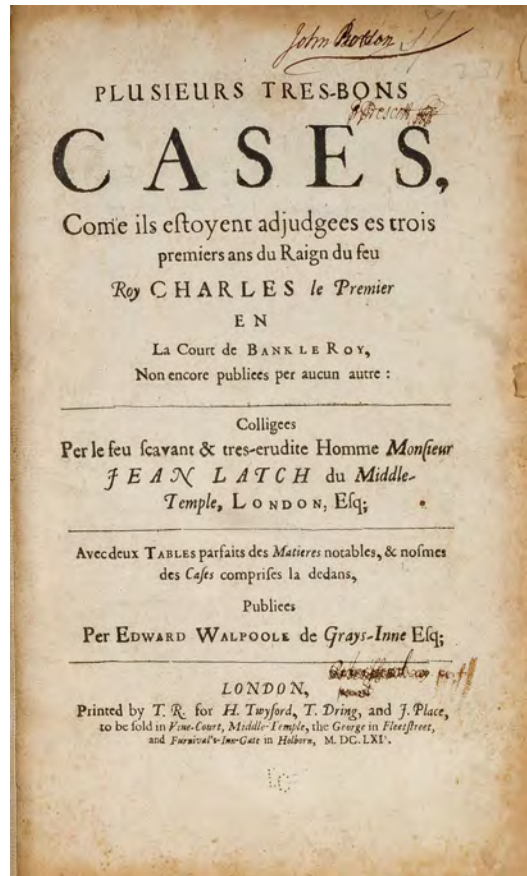 John Bolton
PLUSIEURS TRES-BONS
Prescott
CASES,
Com̄e ils eſtoyent adjudgees es trois
premiers ans du Raign du feu
Roy CHARLES le Premier
EN
La Court de BANK LE ROY,
Non encore publiees per aucun autre :
Colligees
Per le feu ſcavant & tres-erudite Homme Monſieur
JEAN LATCH du Middle-
Temple, LONDON, Eſq;
Avec deux TABLES parfaits des Matieres notables, & noſmes
des Caſes compriſes la dedans,
Publiees
Per EDWARD WALPOOLE de Grays-Inne Eſq;
LONDON,
Printed by T. R. for H. Twyford, T. Dring, and J. Place,
to be ſold in Vine-Court, Middle-Temple, the George in Fleetſtreet,
and Furnival's-Inn-Gate in Holborn, M. DC. LXI.